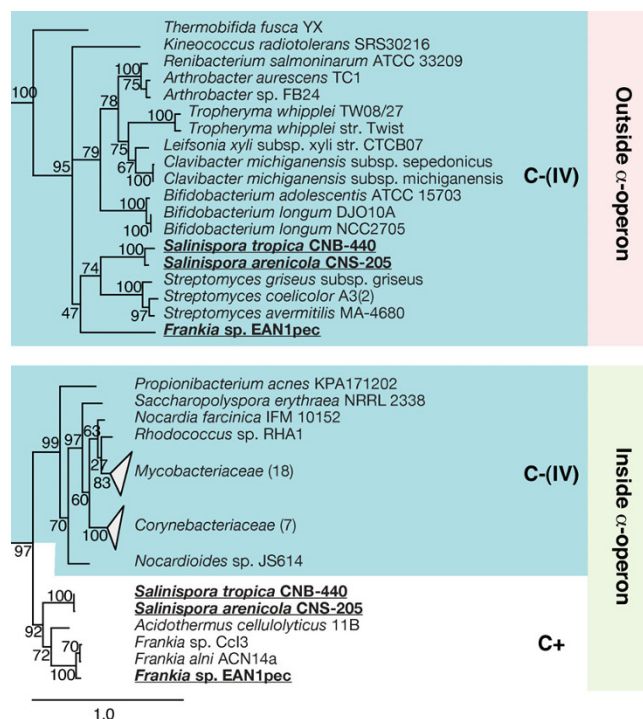 Thermobifida fusca YX
Kineococcus radiotolerans SRS30216
Renibacterium salmoninarum ATCC 33209
Arthrobacter aurescens TC1
Arthrobacter sp. FB24
Tropheryma whipplei TW08/27
Tropheryma whipplei str. Twist
Leifsonia xyli subsp. xyli str. CTCB07
Clavibacter michiganensis subsp. sepedonicus
Clavibacter michiganensis subsp. michiganensis
Bifidobacterium adolescentis ATCC 15703
Bifidobacterium longum DJO10A
Bifidobacterium longum NCC2705
Salinispora tropica CNB-440
Salinispora arenicola CNS-205
Streptomyces griseus subsp. griseus
Streptomyces coelicolor A3(2)
Streptomyces avermitilis MA-4680
Frankia sp. EAN1pec
100
95
79
78
100
75
75
67
100
100
100
47
74
100
100
97
C-(IV)
Outside α-operon
Propionibacterium acnes KPA171202
Saccharopolyspora erythraea NRRL 2338
Nocardia farcinica IFM 10152
Rhodococcus sp. RHA1
Mycobacteriaceae (18)
Corynebacteriaceae (7)
Nocardioides sp. JS614
Salinispora tropica CNB-440
Salinispora arenicola CNS-205
Acidothermus cellulolyticus 11B
Frankia sp. CcI3
Frankia alni ACN14a
Frankia sp. EAN1pec
97
99
70
97
60
63
27
83
100
92
100
72
70
100
C-(IV)
C+
Inside α-operon
1.0